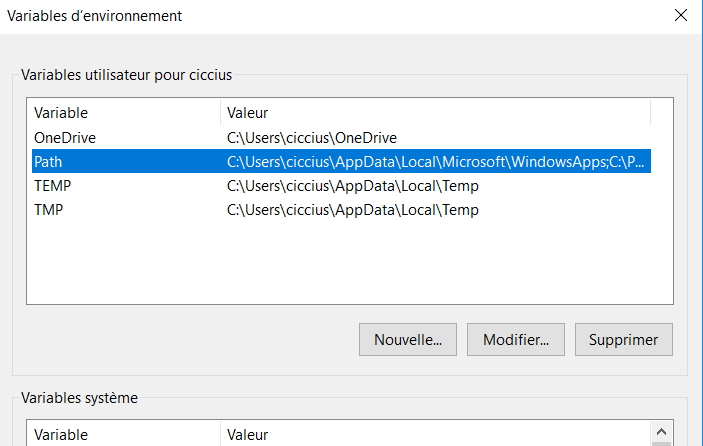 Variables d’environnement
Variables utilisateur pour ciccius
Variable Valeur
OneDrive C:\Users\ciccius\OneDrive
Path C:\Users\ciccius\AppData\Local\Microsoft\WindowsApps;C:\P...
TEMP C:\Users\ciccius\AppData\Local\Temp
TMP C:\Users\ciccius\AppData\Local\Temp
Nouvelle... Modifier... Supprimer
Variables système
Variable Valeur